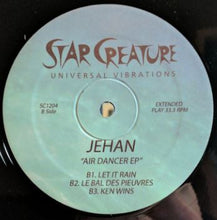 STAR CREATURE
UNIVERSAL VIBRATIONS
SC1204
B Side
EXTENDED
PLAY 33.3 RPM
JEHAN
"AIR DANCER EP"
B1. LET IT RAIN
B2. LE BAL DES PIEUVRES
B3. KEN WINS